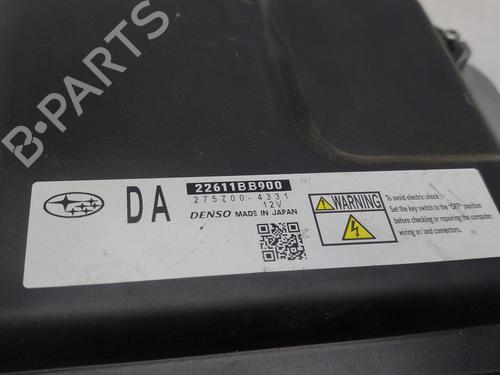 B-PARTS
DA
22611BB900
275700-4331
12V
DENSO MADE IN JAPAN
WARNING
To avoid electric shock,
Set the key switch to the "OFF" position
before checking or repairing the computer,
wiring or/and connectors.